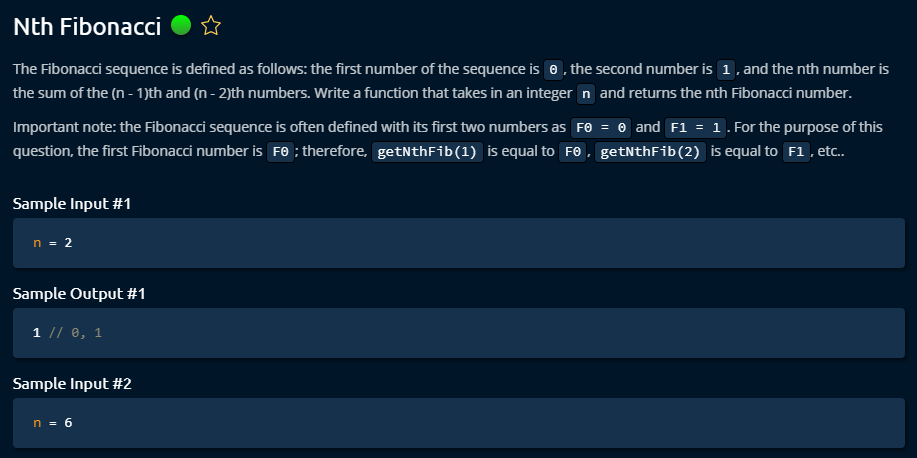 Nth Fibonacci
The Fibonacci sequence is defined as follows: the first number of the sequence is 0, the second number is 1, and the nth number is
the sum of the (n - 1)th and (n - 2)th numbers. Write a function that takes in an integer n and returns the nth Fibonacci number.
Important note: the Fibonacci sequence is often defined with its first two numbers as F0 = 0 and F1 = 1. For the purpose of this
question, the first Fibonacci number is F0; therefore, getNthFib(1) is equal to F0, getNthFib(2) is equal to F1, etc..
Sample Input #1
n = 2
Sample Output #1
1 // 0, 1
Sample Input #2
n = 6